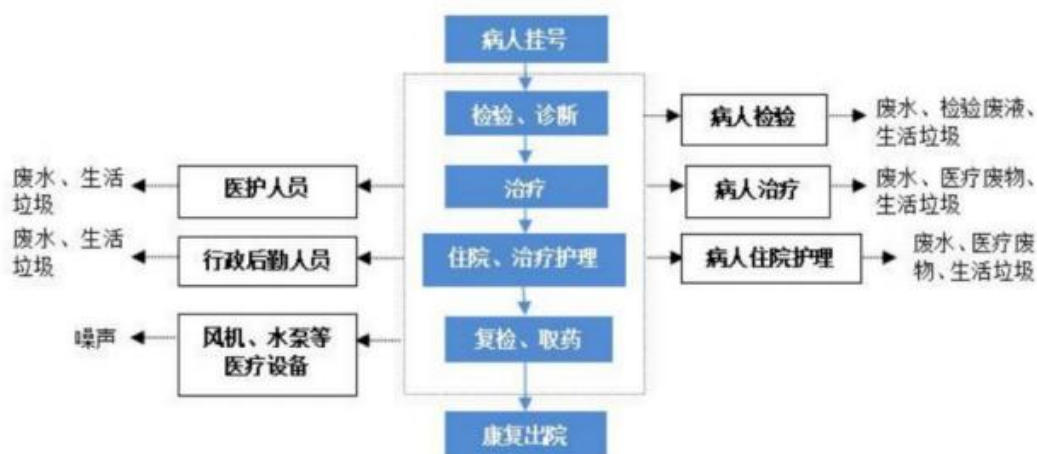 病人挂号
检验、诊断
病人检验
废水、检验废液、
生活垃圾
废水、生活
垃圾
医护人员
治疗
病人治疗
废水、医疗废物、
生活垃圾
废水、生活
垃圾
行政后勤人员
住院、治疗护理
病人住院护理
废水、医疗废
物、生活垃圾
噪声
风机、水泵等
医疗设备
复检、取药
康复出院